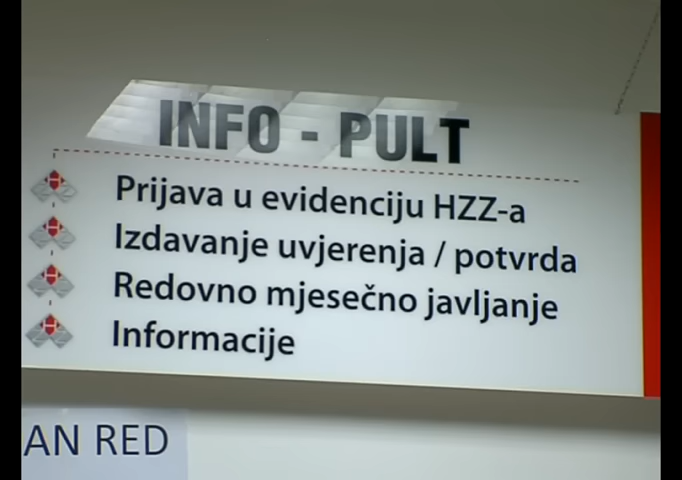 INFO - PULT
Prijava u evidenciju HZZ-a
Izdavanje uvjerenja / potvrda
Redovno mjesečno javljanje
Informacije
AN RED